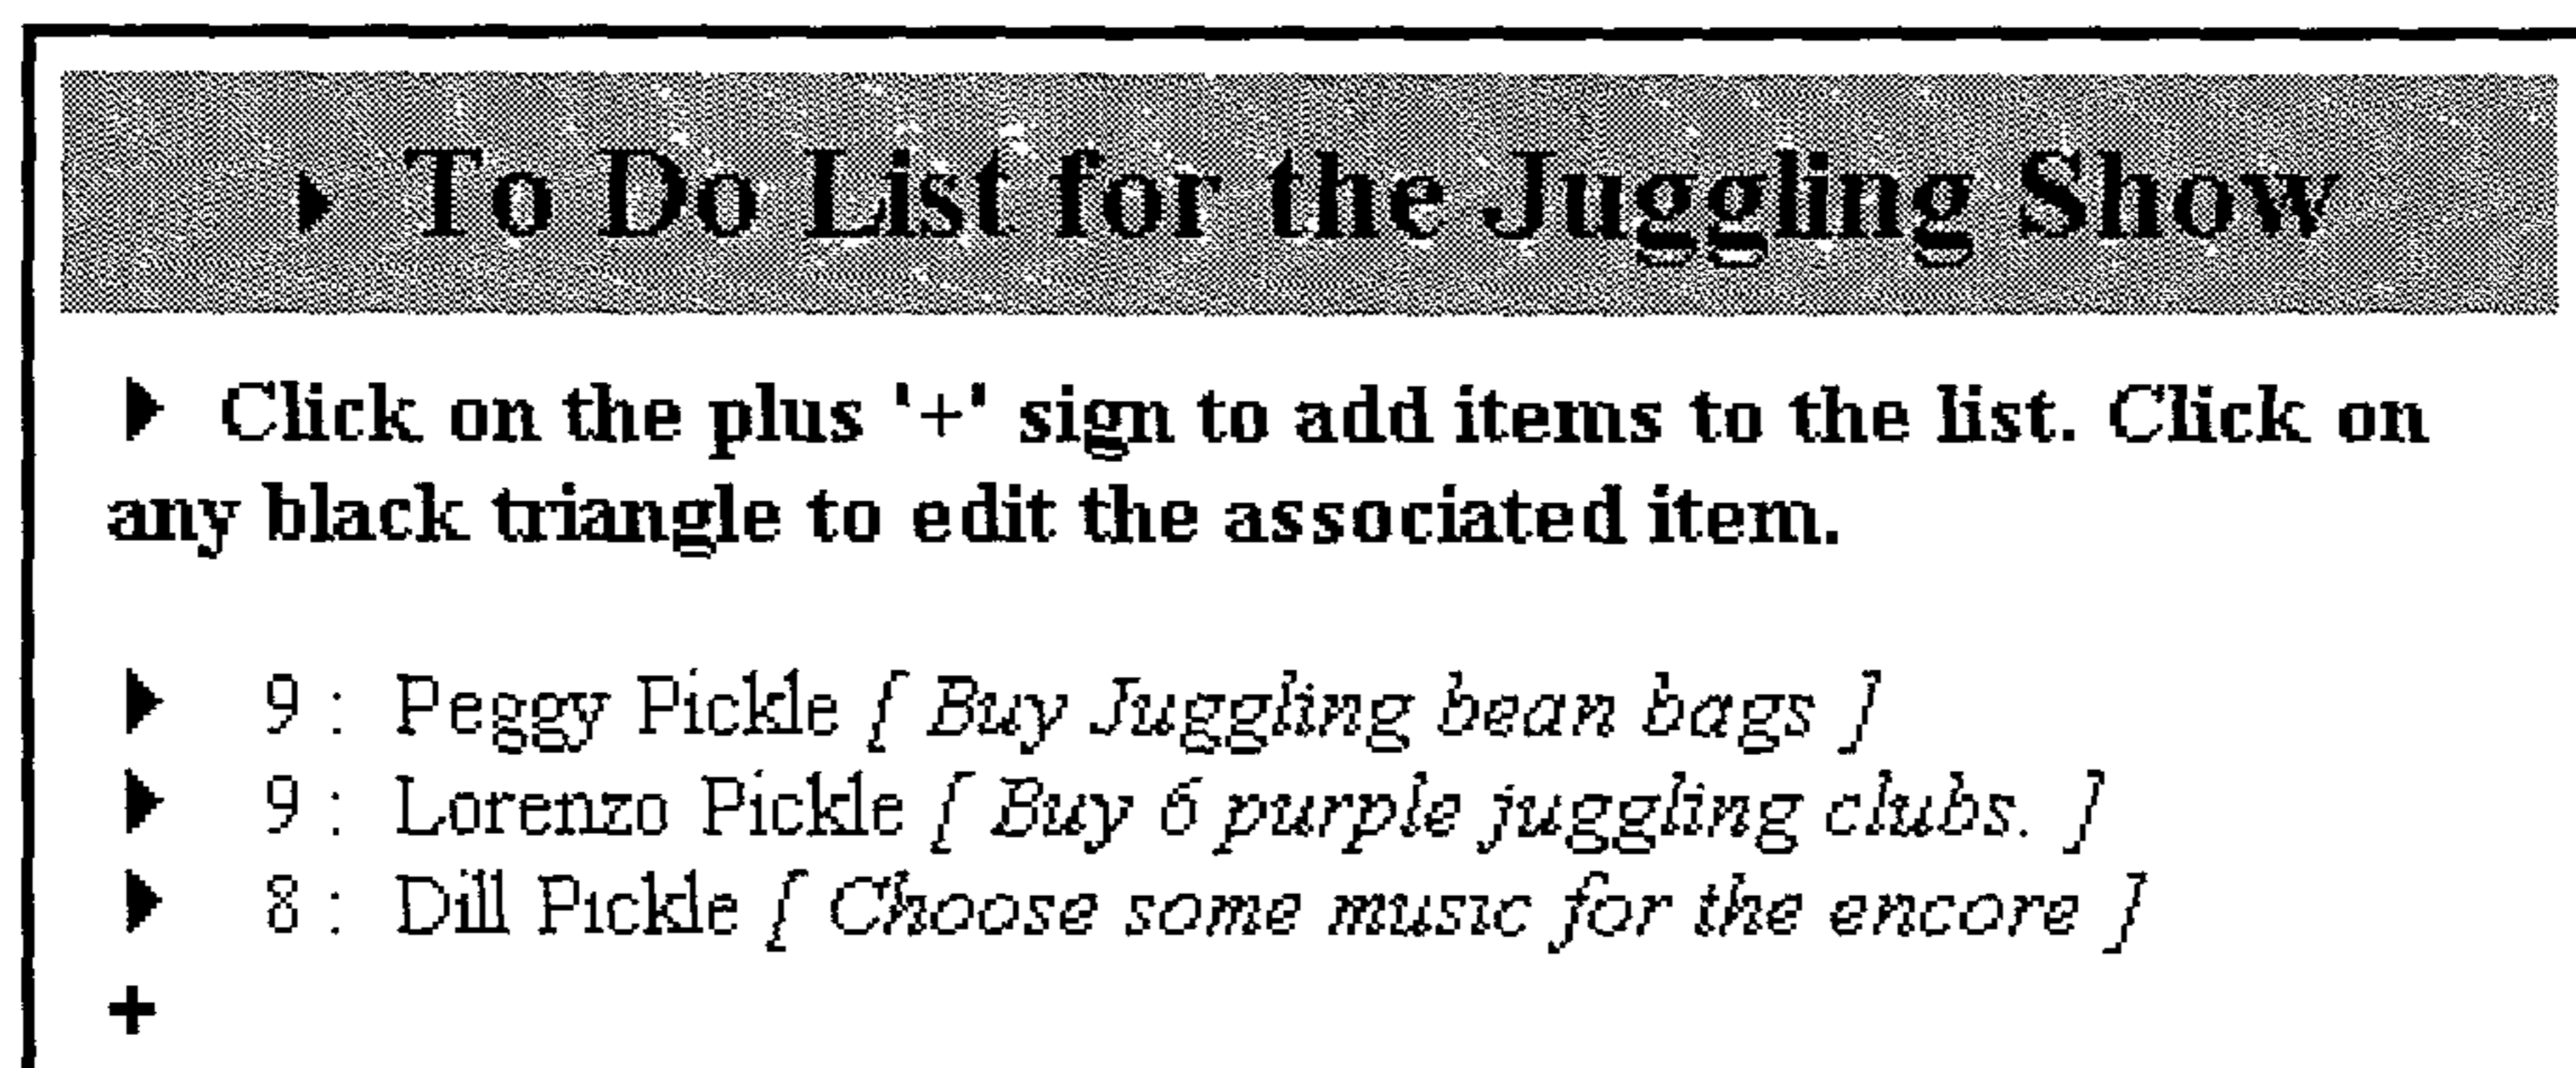 To Do List for the Juggling Show
Click on the plus '+' sign to add items to the list. Click on
any black triangle to edit the associated item.
9 : Peggy Pickle [ Buy Juggling bean bags ]
9 : Lorenzo Pickle [ Buy 6 purple juggling clubs. ]
8 : Dill Pickle [ Choose some music for the encore ]
+